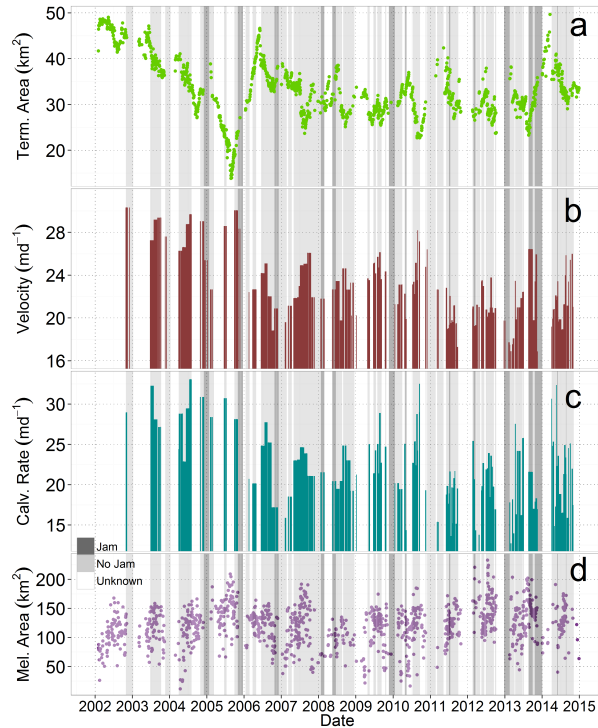 a
50
40
30
20
Term. Area (km²)
b
28
24
20
16
Velocity (md⁻¹)
c
30
25
20
15
Calv. Rate (md⁻¹)
Jam
No Jam
Unknown
d
200
150
100
50
Mel. Area (km²)
2002 2003 2004 2005 2006 2007 2008 2009 2010 2011 2012 2013 2014 2015
Date